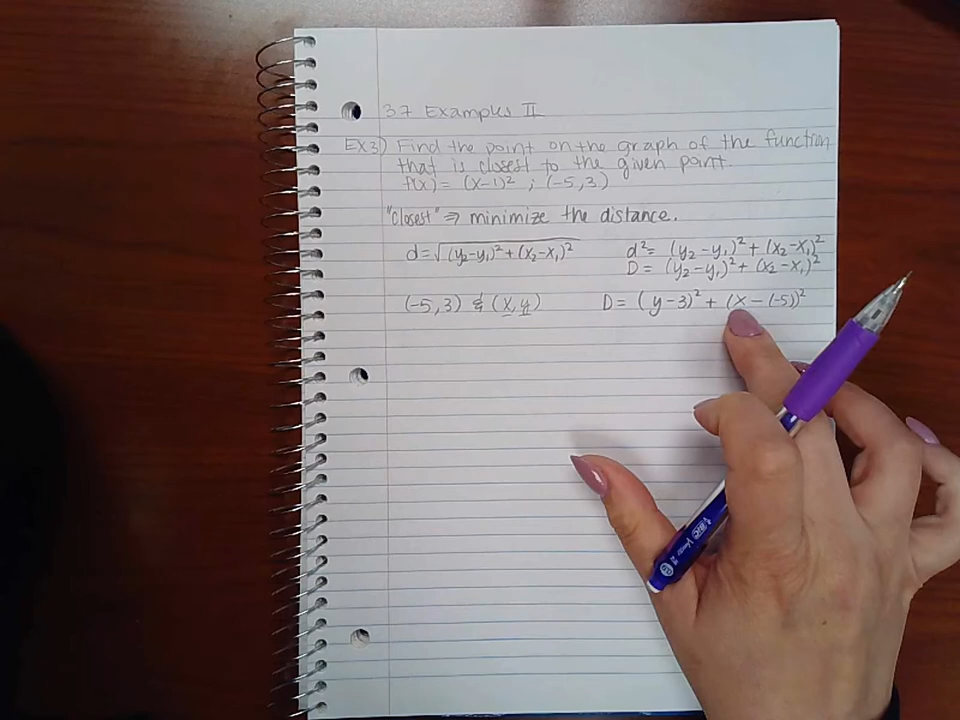 3.7 Examples II
Ex3) Find the point on the graph of the function
that is closest to the given point.
f(x) = (x-1)² ; (-5,3)
"closest" ⇒ minimize the distance.
d = √(y₂-y₁)² + (x₂-x₁)²
d² = (y₂-y₁)² + (x₂-x₁)²
D = (y₂-y₁)² + (x₂-x₁)²
(-5,3) & (x,y)
D = (y-3)² + (x-(-5))²
BIC